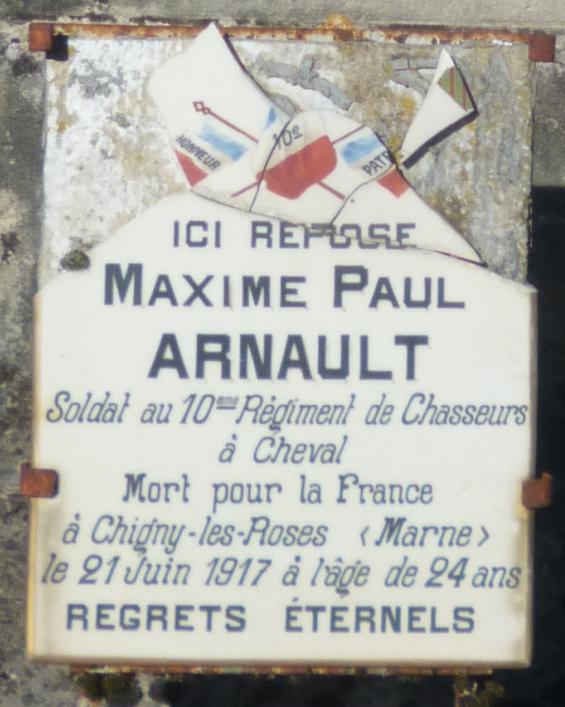 10e
HONNEUR
PATR
ICI REPOSE
MAXIME PAUL
ARNAULT
Soldat au 10ème Régiment de Chasseurs
à Cheval
Mort pour la France
à Chigny-les-Roses <Marne>
le 21 Juin 1917 à l'âge de 24 ans
REGRETS ÉTERNELS